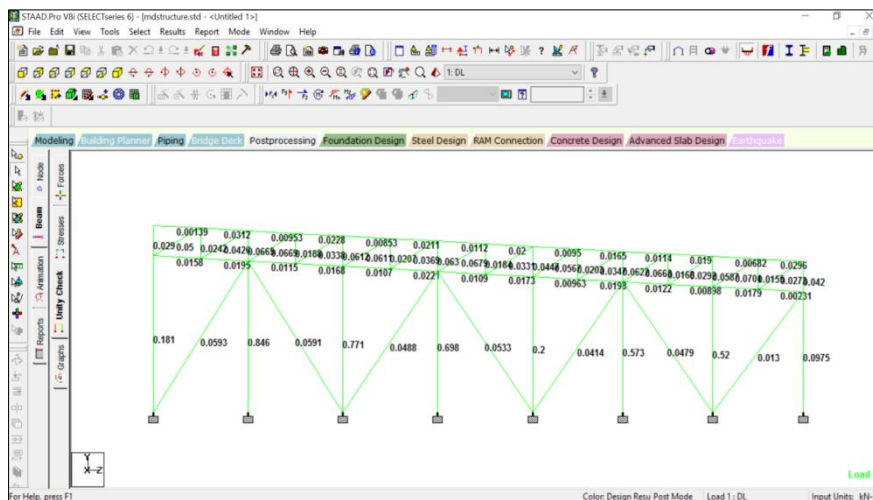 STAAD.Pro V8i (SELECTseries 6) - [mdstructure.std - <Untitled 1>]
File Edit View Tools Select Results Report Mode Window Help
1: DL
Modeling Building Planner Piping Bridge Deck Postprocessing Foundation Design Steel Design RAM Connection Concrete Design Advanced Slab Design Earthquake
Node
Beam
Animation
Reports
Forces
Stresses
Unity Check
Graphs
0.00139 0.0312 0.00953 0.0228 0.00853 0.0211 0.0112 0.02 0.0095 0.0165 0.0114 0.019 0.00682 0.0296
0.029 0.05
0.042
0.0158 0.0195 0.0115 0.0168 0.0107 0.0221 0.0109 0.0173 0.00963 0.0193 0.0122 0.00898 0.0179 0.00231
0.181 0.0593 0.846 0.0591 0.771 0.0488 0.698 0.0533 0.2 0.0414 0.573 0.0479 0.52 0.013 0.0975
Y
X Z
Load
For Help, press F1
Color: Design Resu Post Mode Load 1 : DL Input Units: kN-